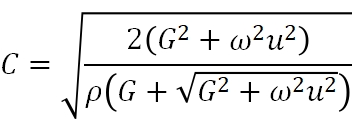 C = √(2(G² + ω²u²) / ρ(G + √(G² + ω²u²)))